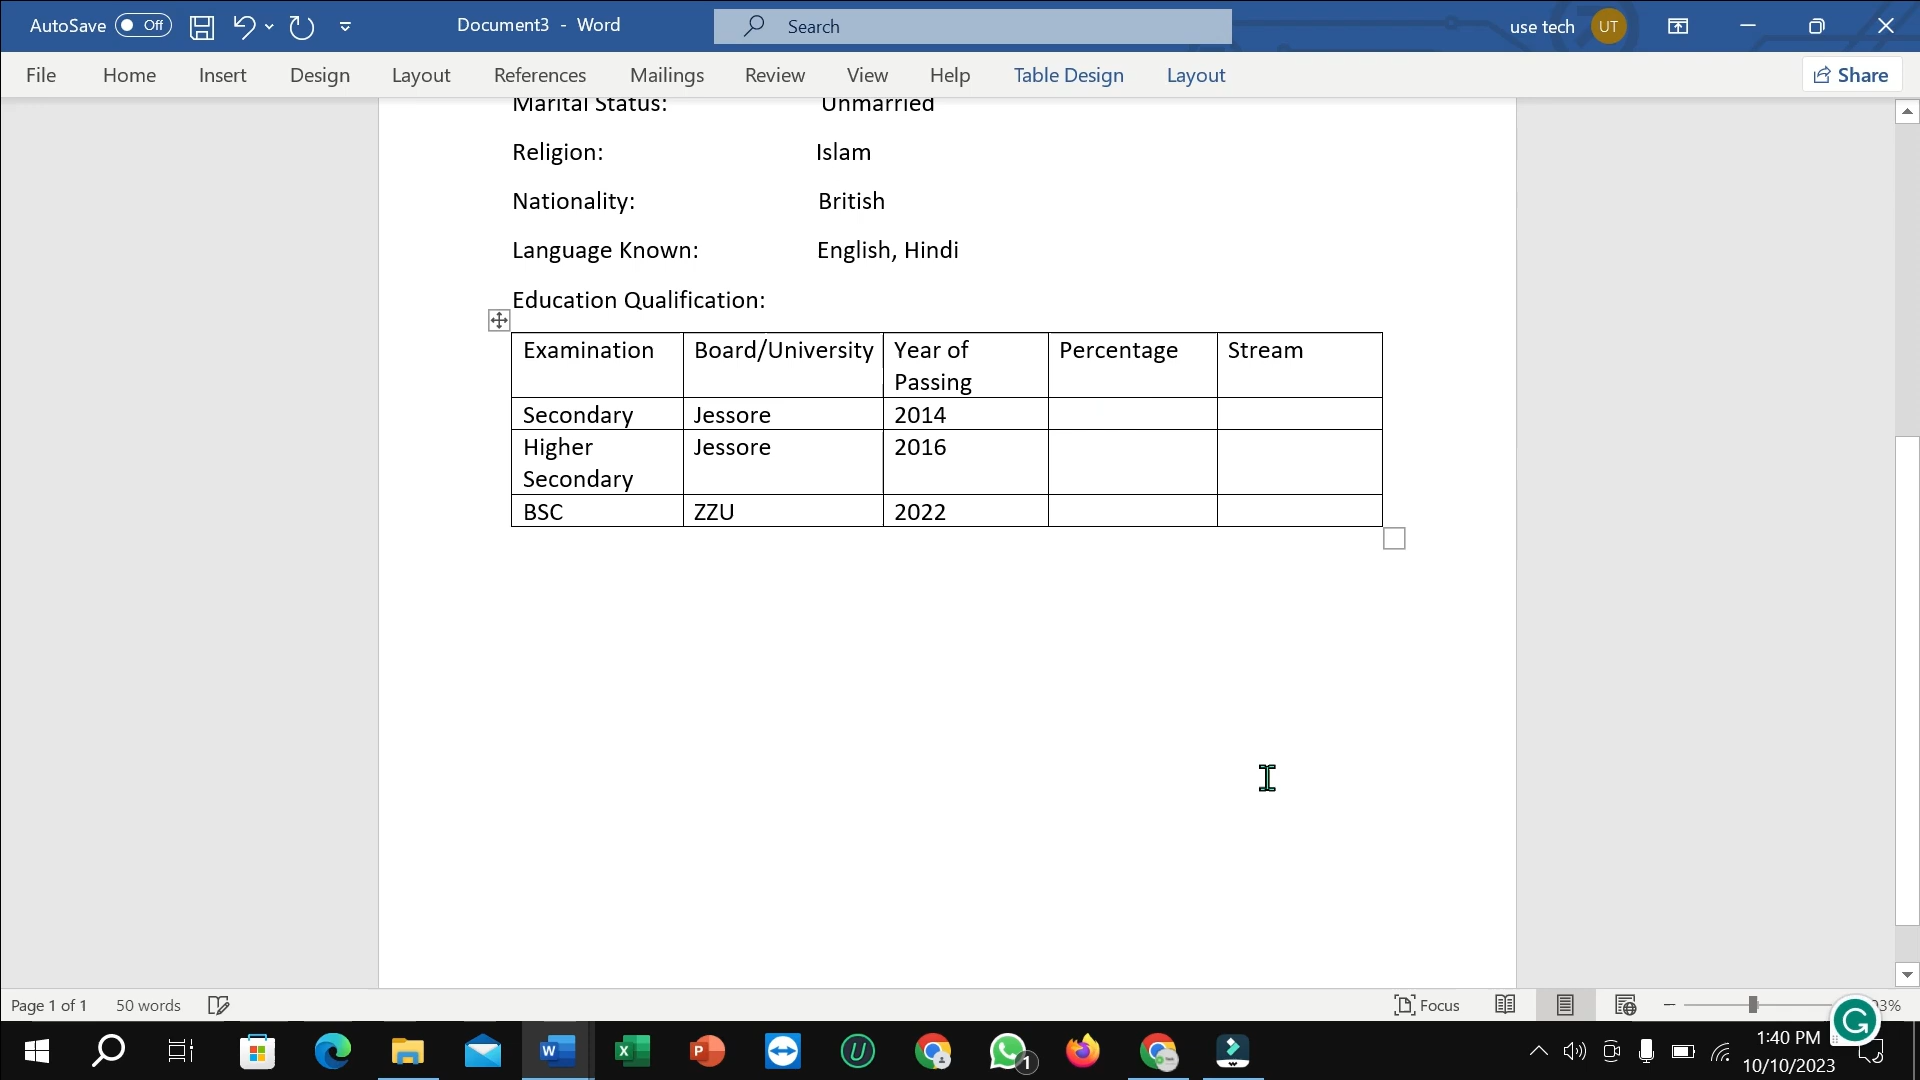 AutoSave Off Document3 - Word Search use tech UT
File Home Insert Design Layout References Mailings Review View Help Table Design Layout Share
Marital Status: Unmarried
Religion: Islam
Nationality: British
Language Known: English, Hindi
Education Qualification:
Examination Board/University Year of Percentage Stream
Passing
Secondary Jessore 2014
Higher Jessore 2016
Secondary
BSC ZZU 2022
Page 1 of 1 50 words Focus 93%
1:40 PM
10/10/2023